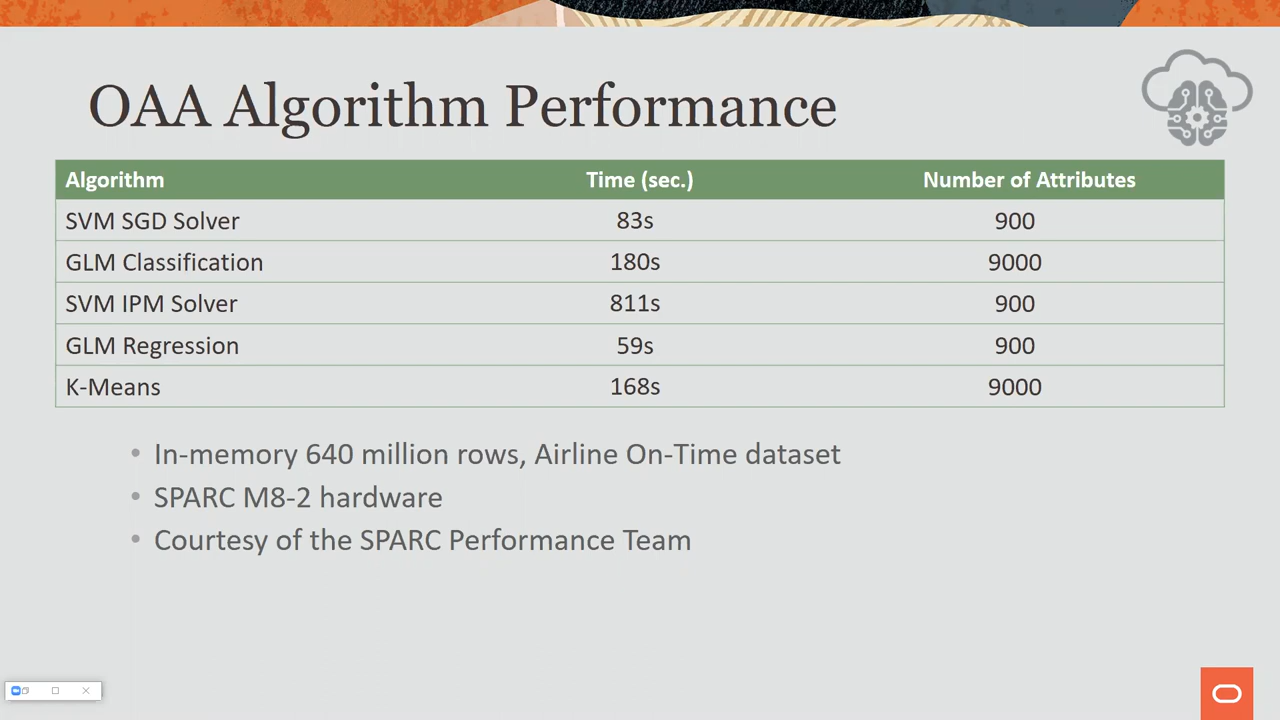 OAA Algorithm Performance
Algorithm Time (sec.) Number of Attributes
SVM SGD Solver 83s 900
GLM Classification 180s 9000
SVM IPM Solver 811s 900
GLM Regression 59s 900
K-Means 168s 9000
• In-memory 640 million rows, Airline On-Time dataset
• SPARC M8-2 hardware
• Courtesy of the SPARC Performance Team